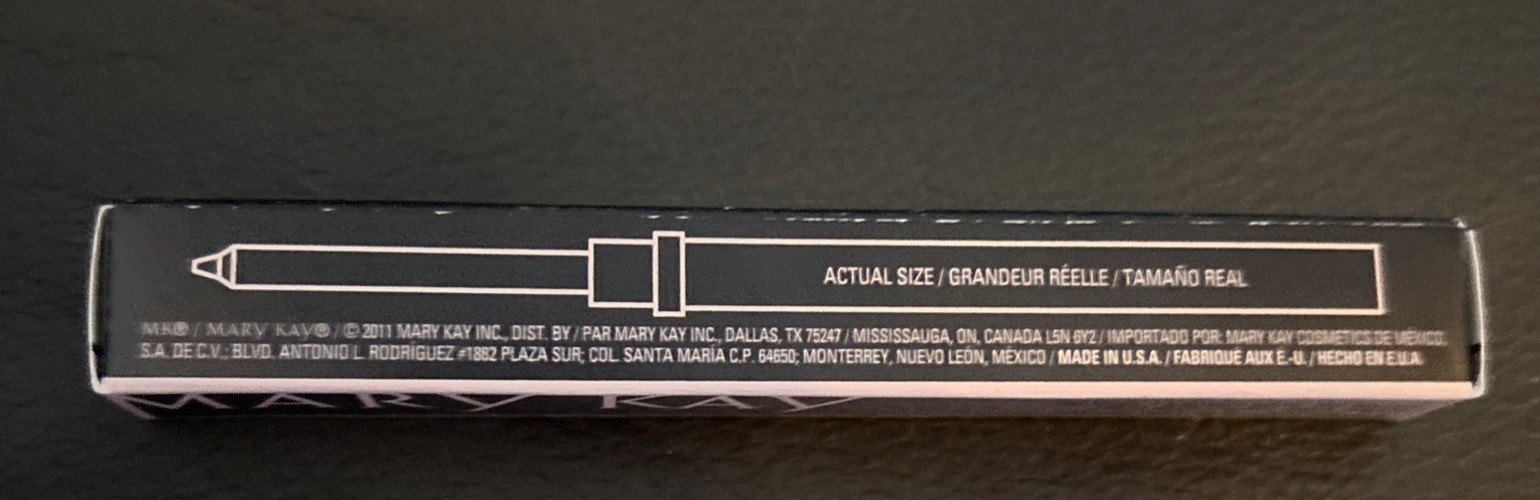 ACTUAL SIZE / GRANDEUR RÉELLE / TAMAÑO REAL
MK® / MARY KAY® / © 2011 MARY KAY INC., DIST. BY / PAR MARY KAY INC., DALLAS, TX 75247 / MISSISSAUGA, ON, CANADA L5N 6Y2 / IMPORTADO POR: MARY KAY COSMETICS DE MÉXICO,
S.A. DE C.V.: BLVD. ANTONIO L. RODRÍGUEZ #1882 PLAZA SUR; COL. SANTA MARÍA C.P. 64650; MONTERREY, NUEVO LEÓN, MÉXICO / MADE IN U.S.A. / FABRIQUÉ AUX É.-U. / HECHO EN E.U.A.
MARY KAY